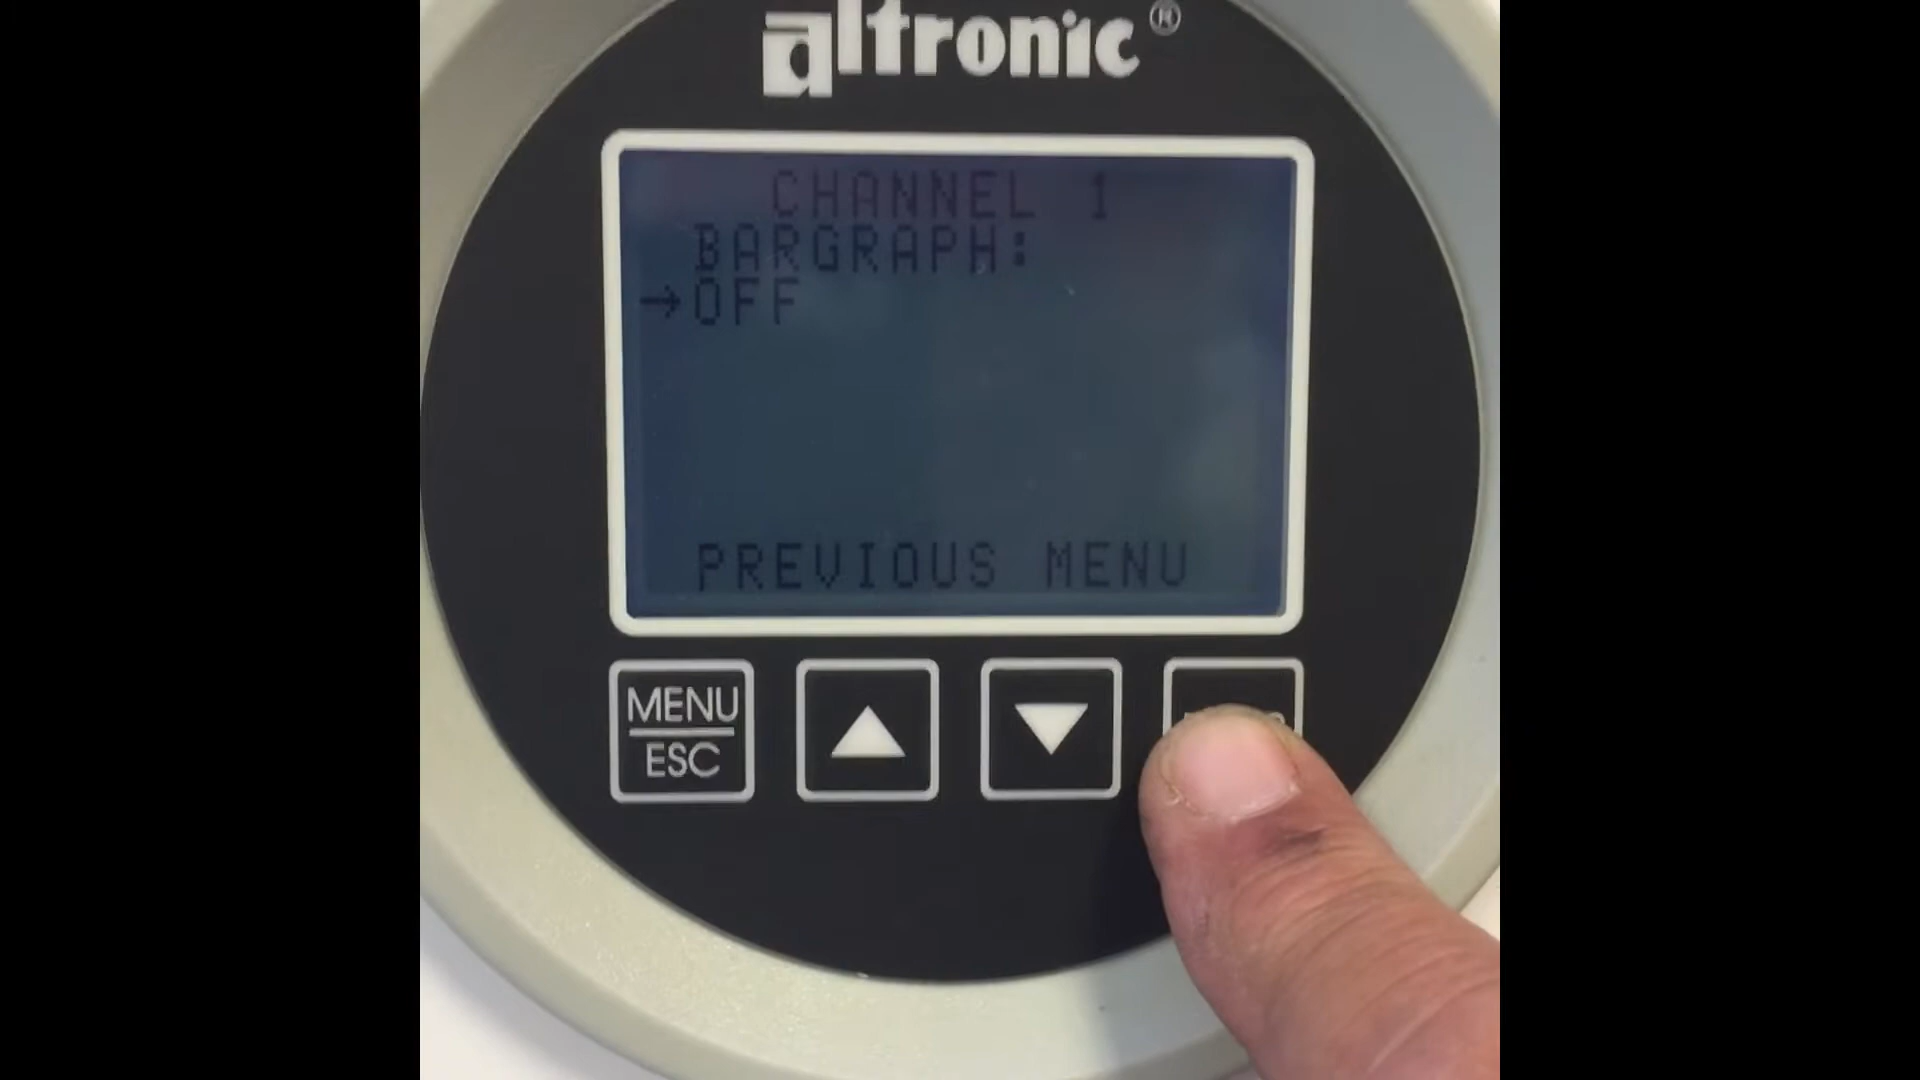 altronic®
CHANNEL 1
BARGRAPH:
→OFF
PREVIOUS MENU
MENU
ESC